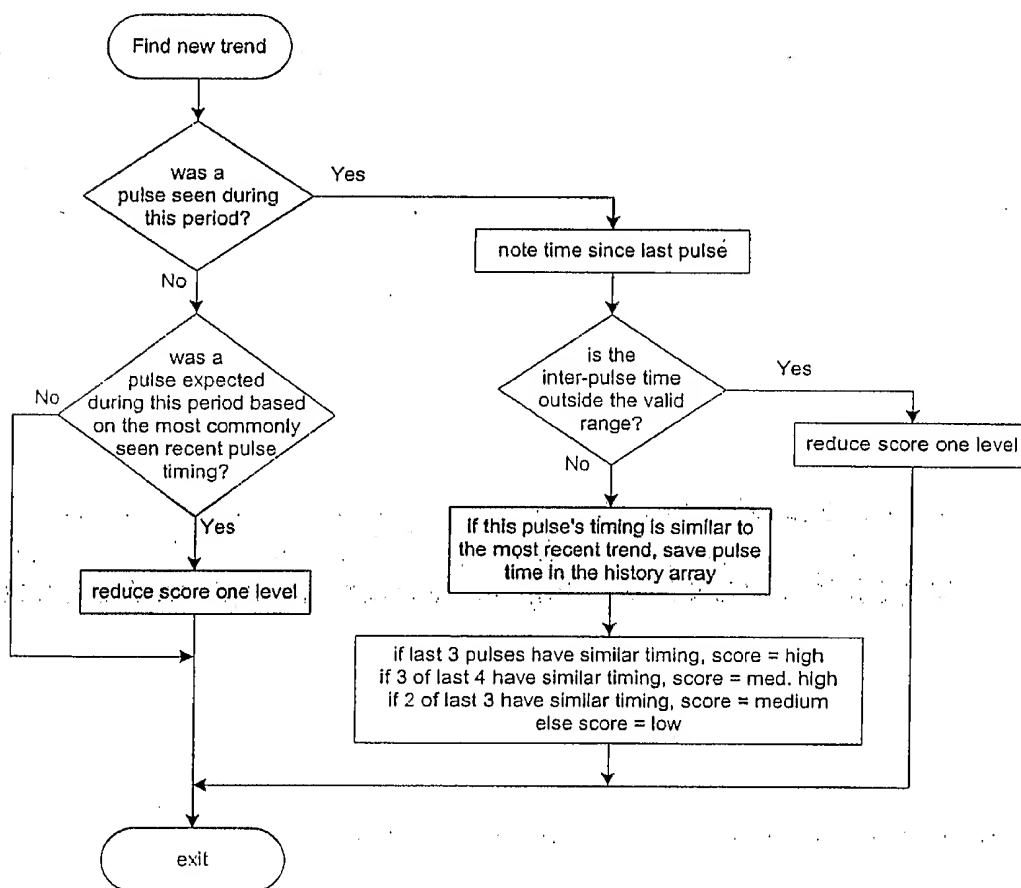 Find new trend
was a
pulse seen during
this period?
Yes
No
note time since last pulse
was a
pulse expected
during this period based
on the most commonly
seen recent pulse
timing?
No
Yes
reduce score one level
is the
inter-pulse time
outside the valid
range?
Yes
No
reduce score one level
If this pulse's timing is similar to
the most recent trend, save pulse
time in the history array
if last 3 pulses have similar timing, score = high
if 3 of last 4 have similar timing, score = med. high
if 2 of last 3 have similar timing, score = medium
else score = low
exit